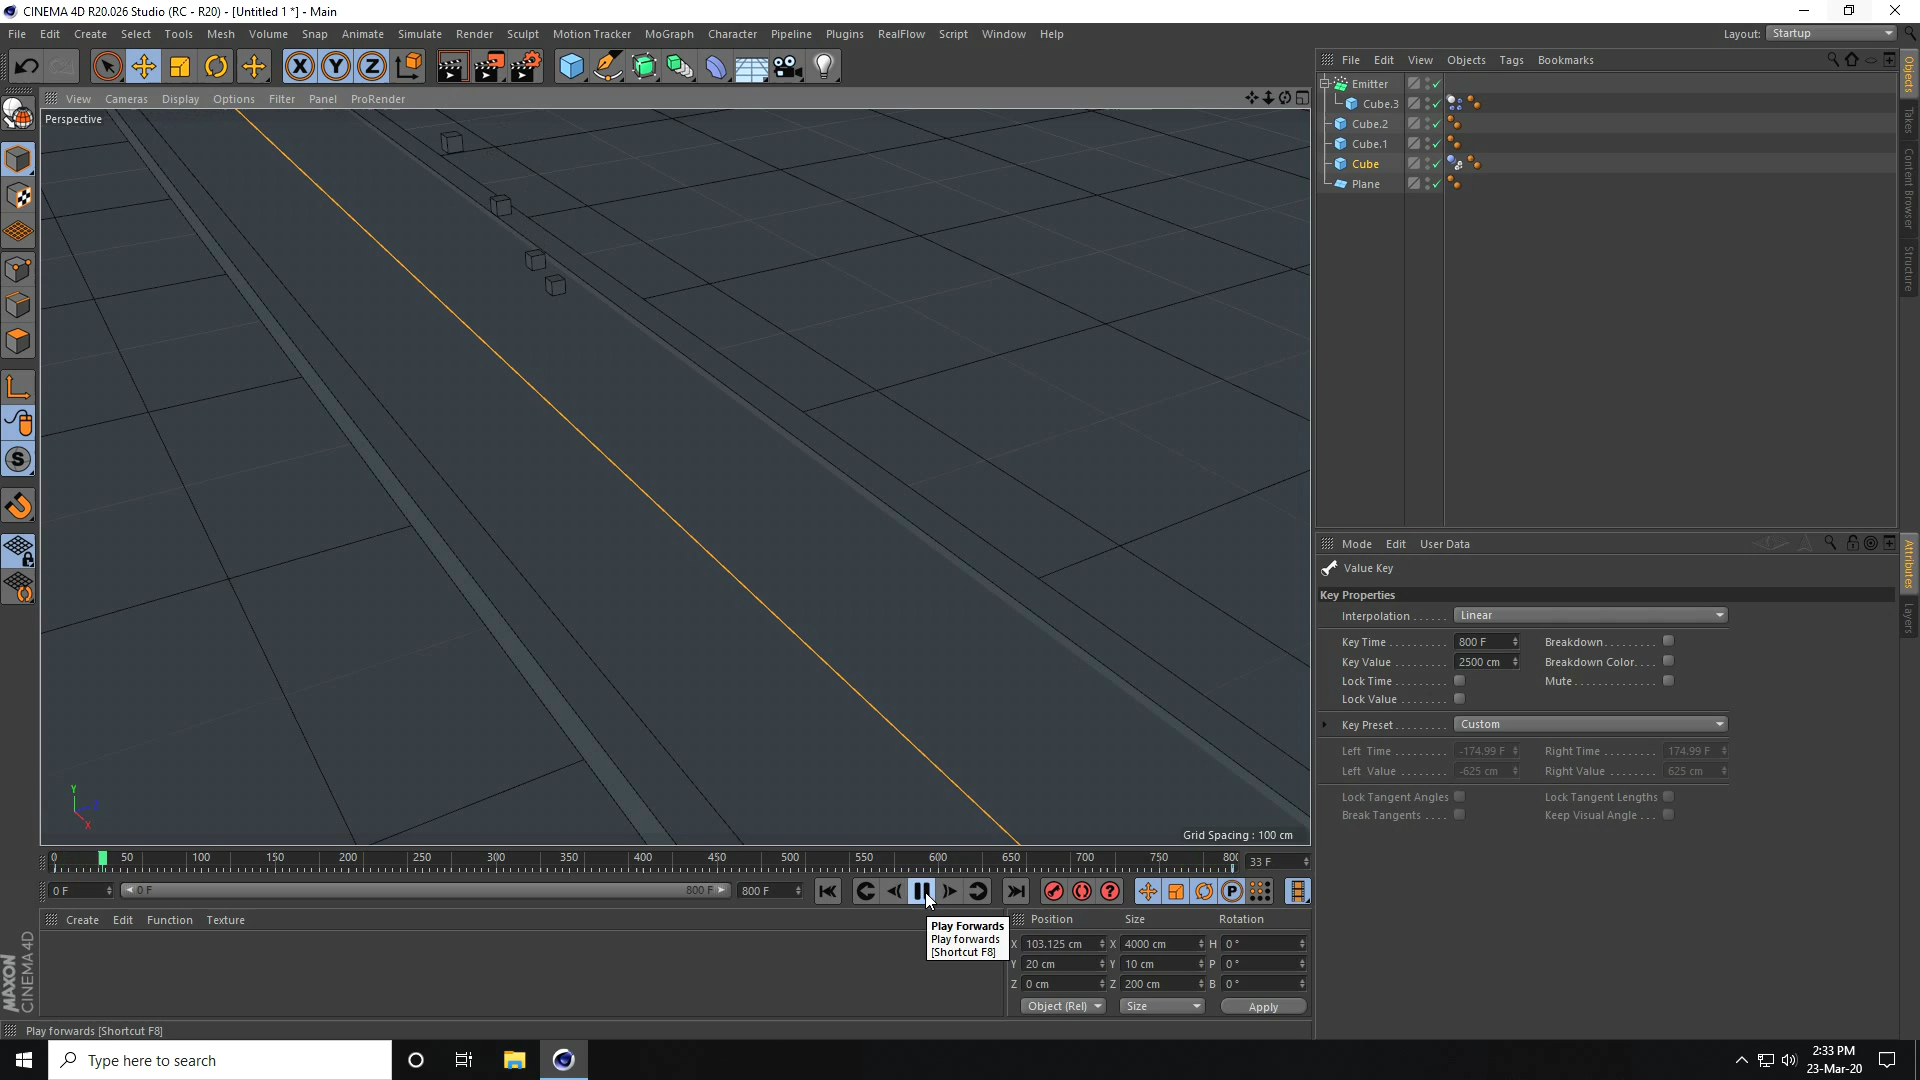 CINEMA 4D R20.026 Studio (RC - R20) - [Untitled 1 *] - Main
File Edit Create Select Tools Mesh Volume Snap Animate Simulate Render Sculpt Motion Tracker MoGraph Character Pipeline Plugins RealFlow Script Window Help
Layout: Startup
View Cameras Display Options Filter Panel ProRender
Perspective
Grid Spacing : 100 cm
File Edit View Objects Tags Bookmarks
Emitter
Cube.3
Cube.2
Cube.1
Cube
Plane
Objects
Takes
Content Browser
Structure
Mode Edit User Data
Value Key
Key Properties
Interpolation Linear
Key Time 800 F Breakdown
Key Value 2500 cm Breakdown Color
Lock Time Mute
Lock Value
Key Preset Custom
Left Time -174.99 F Right Time 174.99 F
Left Value -625 cm Right Value 625 cm
Lock Tangent Angles Lock Tangent Lengths
Break Tangents Keep Visual Angle
Attributes
Layers
Y
Z
X
0 50 100 150 200 250 300 350 400 450 500 550 600 650 700 750 800
33 F
0 F 0 F 800 F 800 F
Create Edit Function Texture
Play Forwards
Play forwards
[Shortcut F8]
Position Size Rotation
X 103.125 cm X 4000 cm H 0 °
Y 20 cm Y 10 cm P 0 °
Z 0 cm Z 200 cm B 0 °
Object (Rel) Size Apply
MAXON
CINEMA 4D
Play forwards [Shortcut F8]
Type here to search
2:33 PM
23-Mar-20